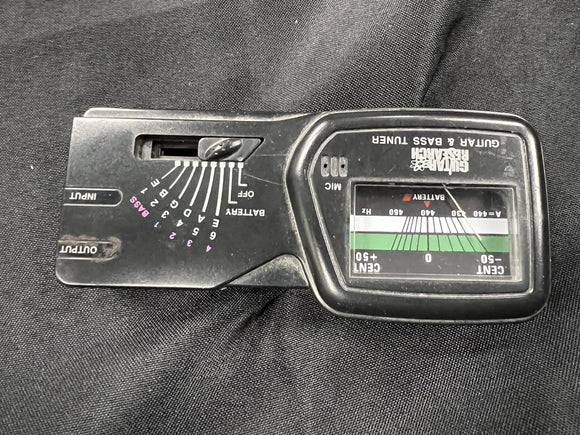 CENT
-50
0
CENT
+50
A=440
430
440
450
Hz
BATTERY
MIC
GUITAR
RESEARCH
GUITAR & BASS TUNER
OUTPUT
INPUT
4
3
2
1
BASS
6
5
4
3
2
1
E
A
D
G
B
E
BATTERY
OFF